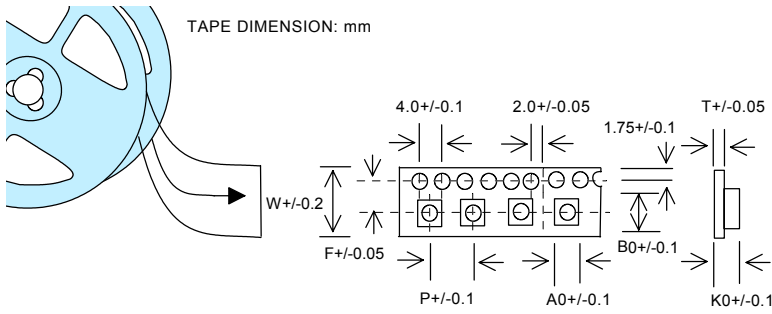 TAPE DIMENSION: mm
4.0+/-0.1
2.0+/-0.05
T+/-0.05
1.75+/-0.1
W+/-0.2
F+/-0.05
B0+/-0.1
P+/-0.1
A0+/-0.1
K0+/-0.1